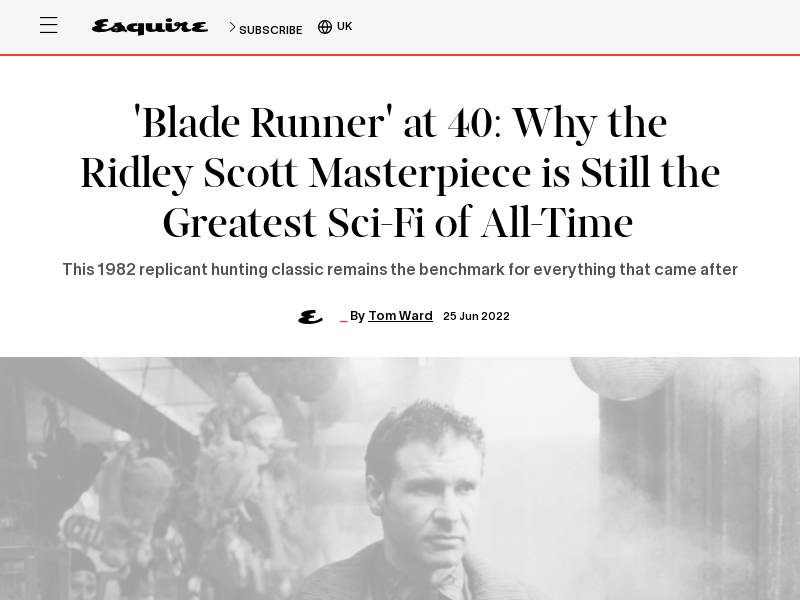 Esquire
SUBSCRIBE
UK
'Blade Runner' at 40: Why the
Ridley Scott Masterpiece is Still the
Greatest Sci-Fi of All-Time
This 1982 replicant hunting classic remains the benchmark for everything that came after
E _ By Tom Ward 25 Jun 2022